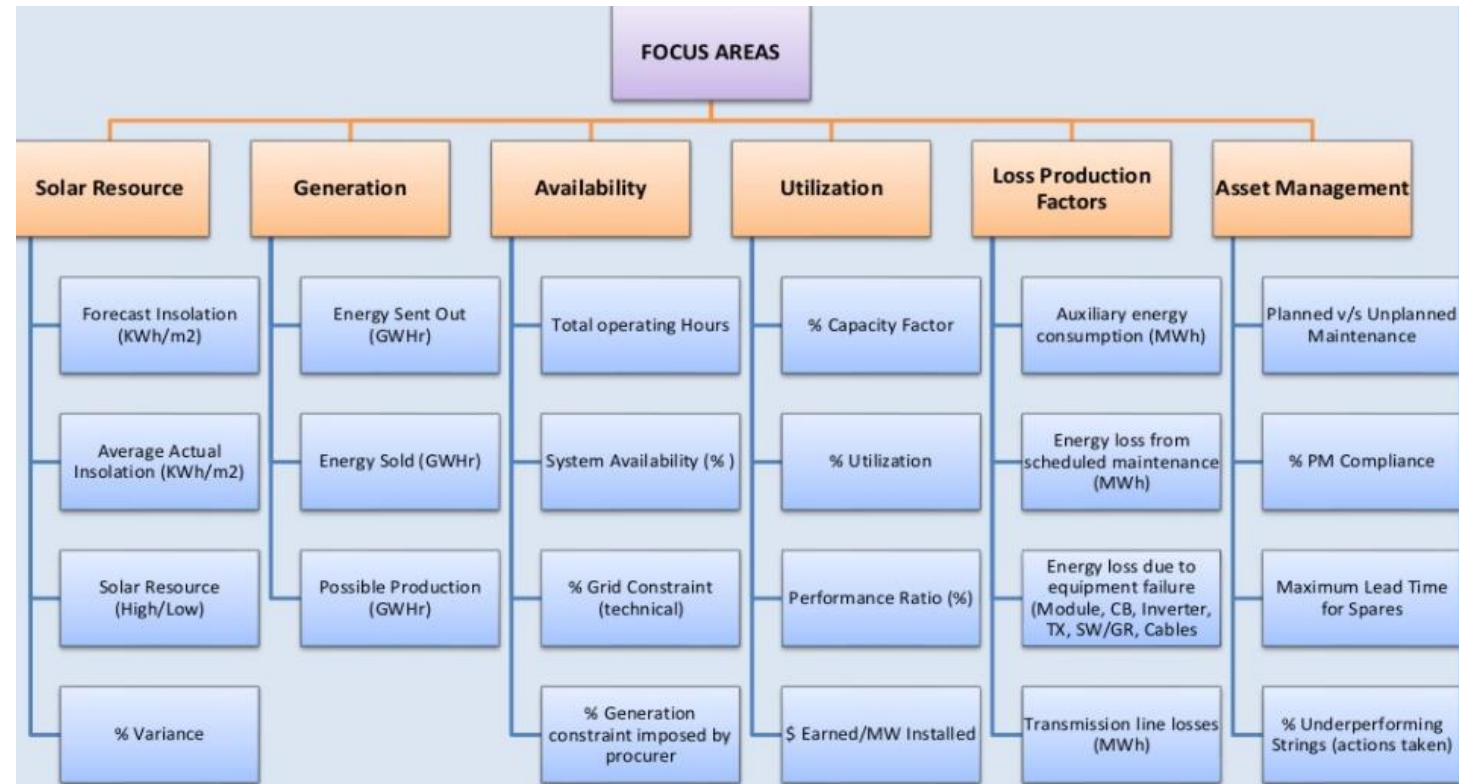 FOCUS AREAS
Solar Resource
Forecast Insolation
(KWh/m2)
Average Actual
Insolation (KWh/m2)
Solar Resource
(High/Low)
% Variance
Generation
Energy Sent Out
(GWHr)
Energy Sold (GWHr)
Possible Production
(GWHr)
Availability
Total operating Hours
System Availability (% )
% Grid Constraint
(technical)
% Generation
constraint imposed by
procurer
Utilization
% Capacity Factor
% Utilization
Performance Ratio (%)
$ Earned/MW Installed
Loss Production
Factors
Auxiliary energy
consumption (MWh)
Energy loss from
scheduled maintenance
(MWh)
Energy loss due to
equipment failure
(Module, CB, Inverter,
TX, SW/GR, Cables
Transmission line losses
(MWh)
Asset Management
Planned v/s Unplanned
Maintenance
% PM Compliance
Maximum Lead Time
for Spares
% Underperforming
Strings (actions taken)